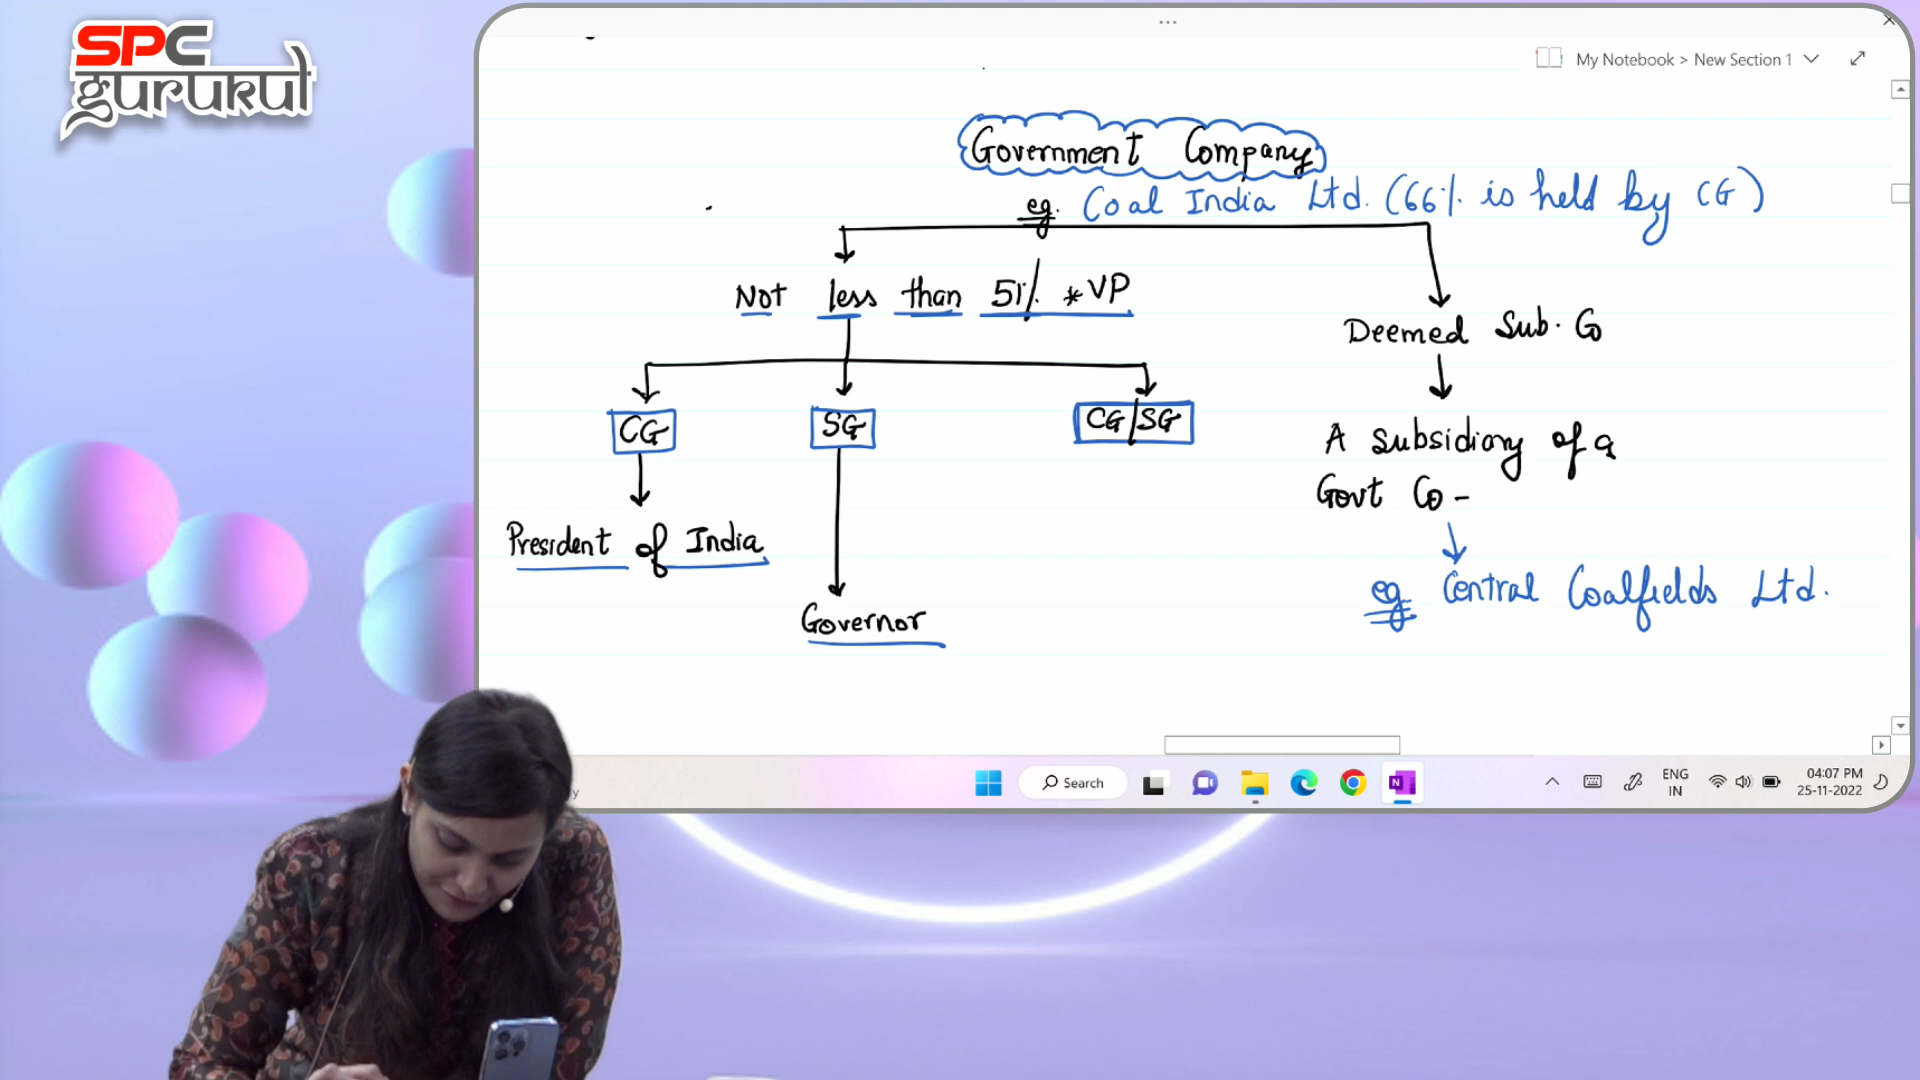 SPC
gurukul
My Notebook > New Section 1
Government Company
eg. Coal India Ltd. (66% is held by CG)
Not less than 51% *VP
Deemed Sub. Co
CG
SG
CG/SG
A subsidiary of a
Govt Co -
President of India
eg Central Coalfields Ltd.
Governor
Search
ENG
IN
04:07 PM
25-11-2022